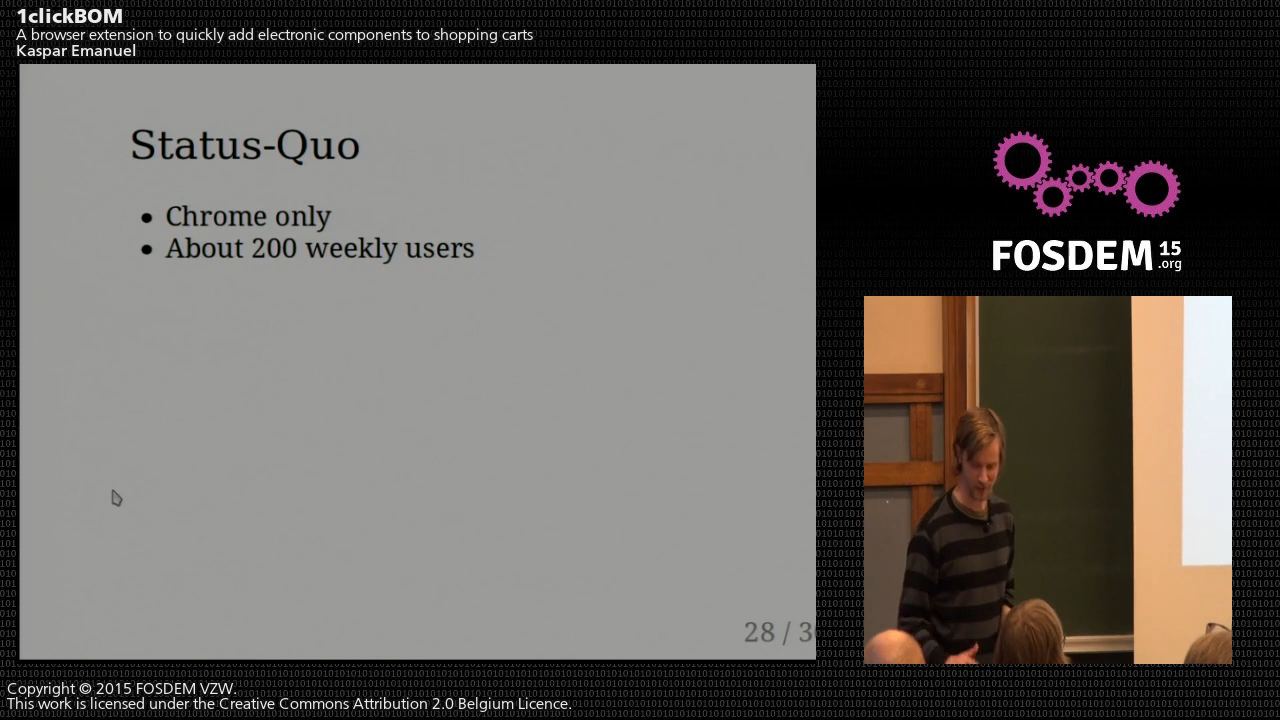 1clickBOM
A browser extension to quickly add electronic components to shopping carts
Kaspar Emanuel
Status-Quo
• Chrome only
• About 200 weekly users
28 / 3
FOSDEM 15
.org
Copyright © 2015 FOSDEM VZW.
This work is licensed under the Creative Commons Attribution 2.0 Belgium Licence.